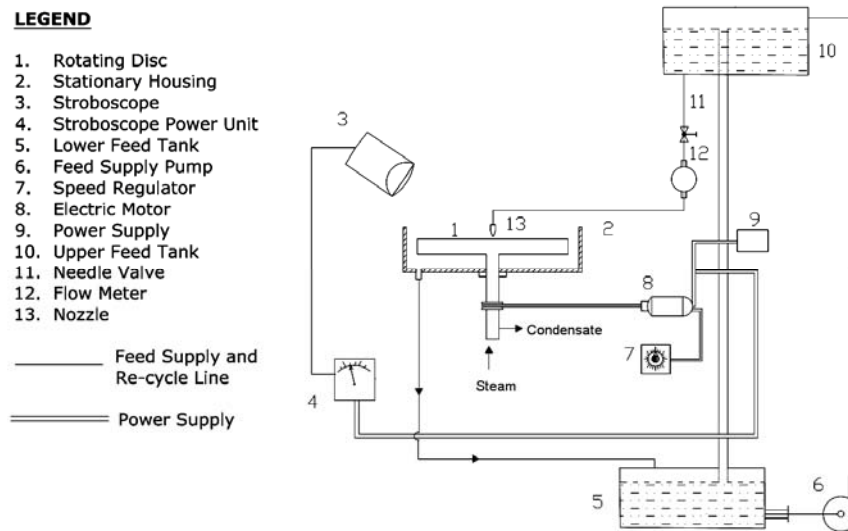 LEGEND
1. Rotating Disc
2. Stationary Housing
3. Stroboscope
4. Stroboscope Power Unit
5. Lower Feed Tank
6. Feed Supply Pump
7. Speed Regulator
8. Electric Motor
9. Power Supply
10. Upper Feed Tank
11. Needle Valve
12. Flow Meter
13. Nozzle
Feed Supply and
Re-cycle Line
Power Supply
10
11
3
12
13
1
2
9
8
Condensate
7
Steam
4
5
6